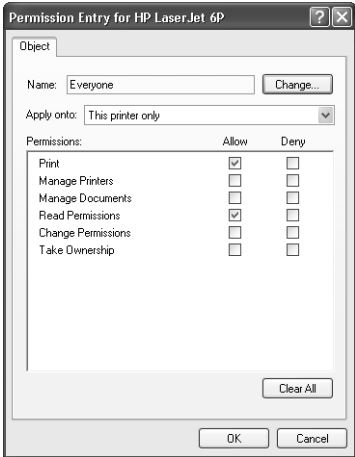 Permission Entry for HP LaserJet 6P
Object
Name: Everyone Change...
Apply onto: This printer only
Permissions: Allow Deny
Print
Manage Printers
Manage Documents
Read Permissions
Change Permissions
Take Ownership
Clear All
OK Cancel